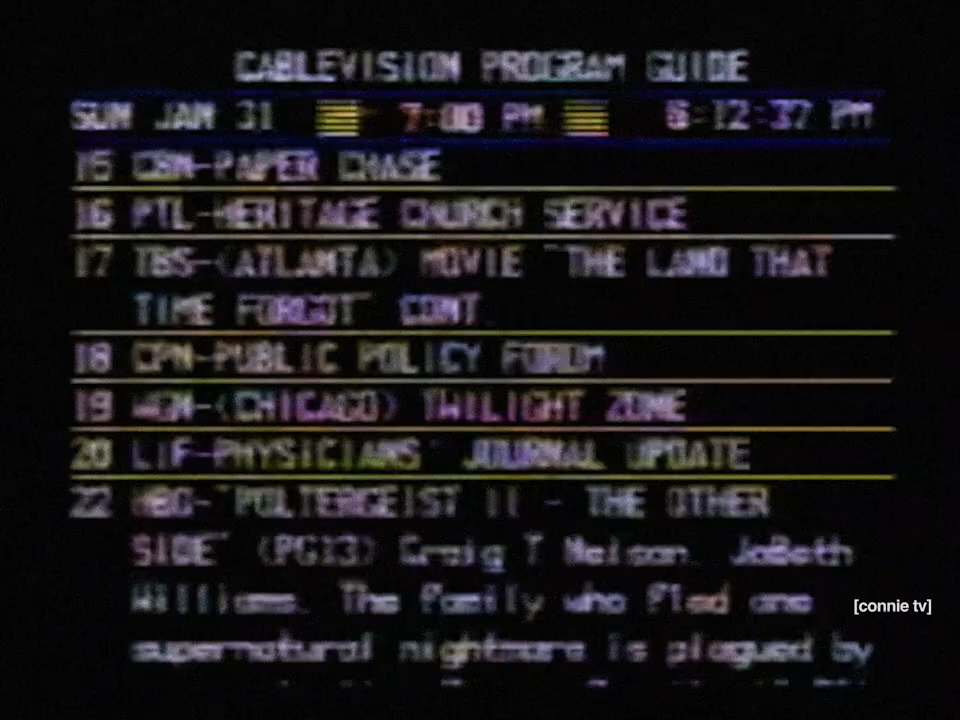 CABLEVISION PROGRAM GUIDE
SUN JAN 31 7:00 PM 6:12:37 PM
15 CBN-PAPER CHASE
16 PTL-HERITAGE CHURCH SERVICE
17 TBS-(ATLANTA) MOVIE "THE LAND THAT
TIME FORGOT" CONT.
18 CPN-PUBLIC POLICY FORUM
19 WGN-(CHICAGO) TWILIGHT ZONE
20 LIF-PHYSICIANS' JOURNAL UPDATE
22 HBO-"POLTERGEIST II - THE OTHER
SIDE" (PG13) Craig T Nelson. JoBeth
Williams. The family who fled one
[connie tv]
supernatural nightmare is plagued by